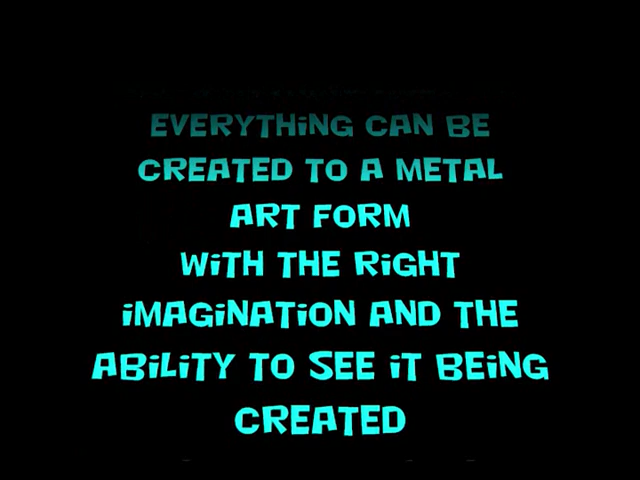 EVERYTHING CAN BE
CREATED TO A METAL
ART FORM
WITH THE RIGHT
IMAGINATION AND THE
ABILITY TO SEE IT BEING
CREATED